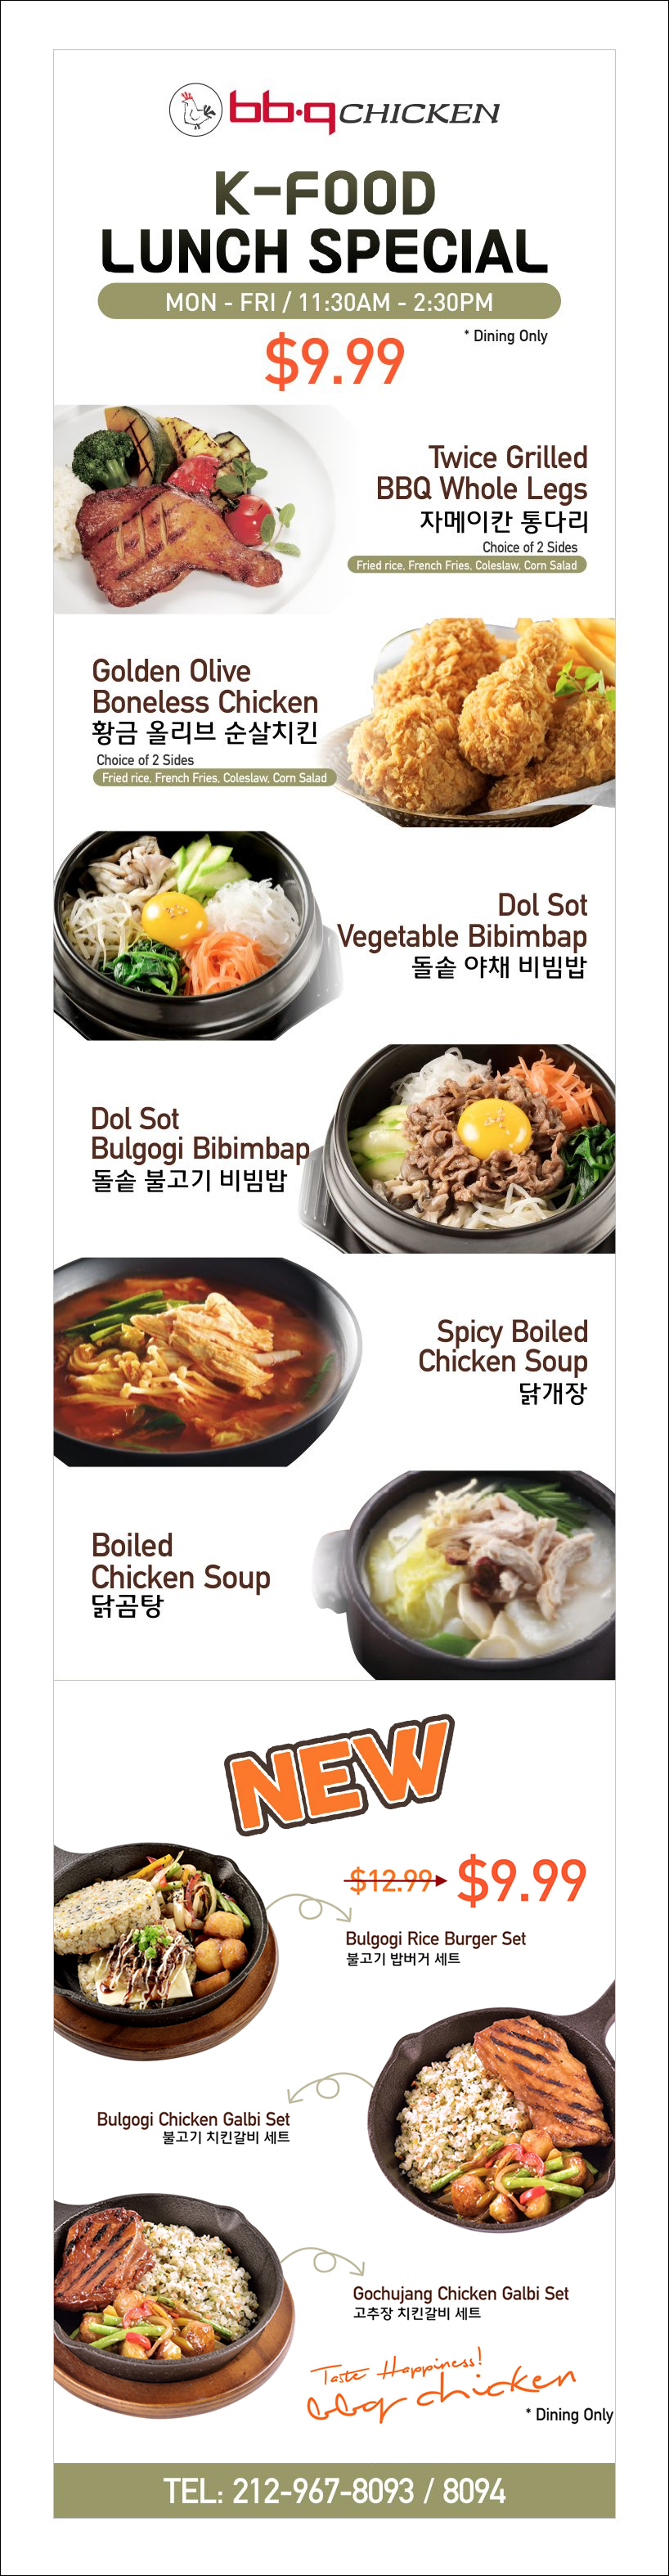 bb.q CHICKEN
K-FOOD
LUNCH SPECIAL
MON - FRI / 11:30AM - 2:30PM
* Dining Only
$9.99
Twice Grilled
BBQ Whole Legs
자메이칸 통다리
Choice of 2 Sides
Fried rice, French Fries, Coleslaw, Corn Salad
Golden Olive
Boneless Chicken
황금 올리브 순살치킨
Choice of 2 Sides
Fried rice, French Fries, Coleslaw, Corn Salad
Dol Sot
Vegetable Bibimbap
돌솥 야채 비빔밥
Dol Sot
Bulgogi Bibimbap
돌솥 불고기 비빔밥
Spicy Boiled
Chicken Soup
닭개장
Boiled
Chicken Soup
닭곰탕
NEW
$12.99 $9.99
Bulgogi Rice Burger Set
불고기 밥버거 세트
Bulgogi Chicken Galbi Set
불고기 치킨갈비 세트
Gochujang Chicken Galbi Set
고추장 치킨갈비 세트
Taste Happiness!
bbq chicken
* Dining Only
TEL: 212-967-8093 / 8094